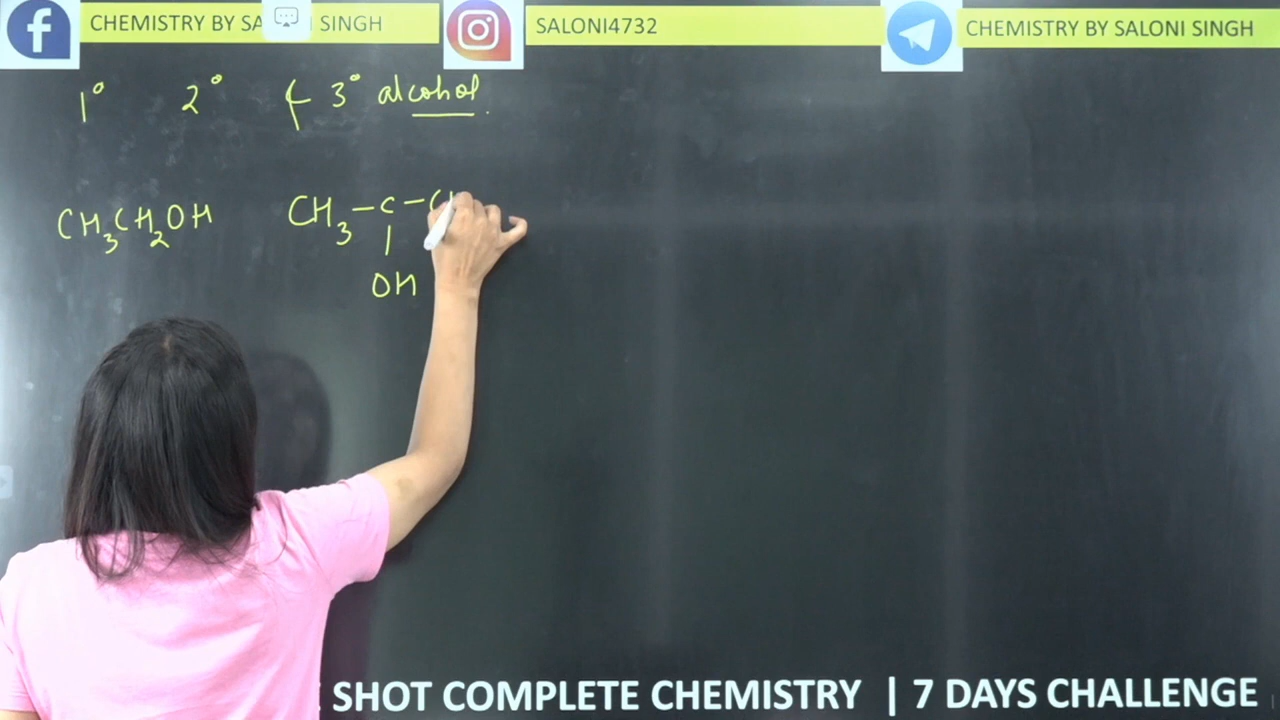 CHEMISTRY BY SA SINGH
SALONI4732
CHEMISTRY BY SALONI SINGH
1° 2° & 3° alcohol.
CH₃CH₂OH
CH₃-C-C
|
OH
SHOT COMPLETE CHEMISTRY | 7 DAYS CHALLENGE